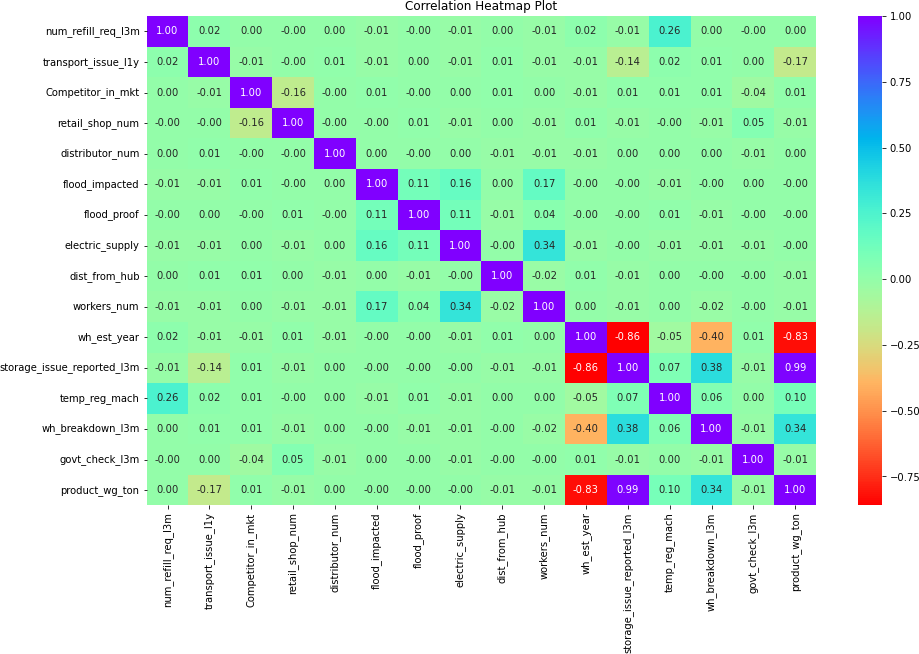 Correlation Heatmap Plot
num_refill_req_l3m 1.00 0.02 0.00 -0.00 0.00 -0.01 -0.00 -0.01 0.00 -0.01 0.02 -0.01 0.26 0.00 -0.00 0.00
transport_issue_l1y 0.02 1.00 -0.01 -0.00 0.01 -0.01 0.00 -0.01 0.01 -0.01 -0.01 -0.14 0.02 0.01 0.00 -0.17
Competitor_in_mkt 0.00 -0.01 1.00 -0.16 -0.00 0.01 -0.00 0.00 0.01 0.00 -0.01 0.01 0.01 0.01 -0.04 0.01
retail_shop_num -0.00 -0.00 -0.16 1.00 -0.00 -0.00 0.01 -0.01 -0.00 -0.01 0.01 -0.01 -0.00 -0.01 0.05 -0.01
distributor_num 0.00 0.01 -0.00 -0.00 1.00 0.00 -0.00 0.00 -0.01 -0.01 -0.01 0.00 0.00 0.00 -0.01 0.00
flood_impacted -0.01 -0.01 0.01 -0.00 0.00 1.00 0.11 0.16 0.00 0.17 -0.00 -0.00 -0.01 -0.00 0.00 -0.00
flood_proof -0.00 0.00 -0.00 0.01 -0.00 0.11 1.00 0.11 -0.01 0.04 -0.00 -0.00 0.01 -0.01 -0.00 -0.00
electric_supply -0.01 -0.01 0.00 -0.01 0.00 0.16 0.11 1.00 -0.00 0.34 -0.01 -0.00 -0.01 -0.01 -0.00 -0.00
dist_from_hub 0.00 0.01 0.01 -0.00 -0.01 0.00 -0.01 -0.00 1.00 -0.02 0.01 -0.01 0.00 -0.00 -0.00 -0.01
workers_num -0.01 -0.01 0.00 -0.01 -0.01 0.17 0.04 0.34 -0.02 1.00 0.00 -0.01 0.00 -0.02 -0.00 -0.01
wh_est_year 0.02 -0.01 -0.01 0.01 -0.01 -0.00 -0.00 -0.01 0.01 0.00 1.00 -0.86 -0.05 -0.40 0.01 -0.83
storage_issue_reported_l3m -0.01 -0.14 0.01 -0.01 0.00 -0.00 -0.00 -0.00 -0.01 -0.01 -0.86 1.00 0.07 0.38 -0.01 0.99
temp_reg_mach 0.26 0.02 0.01 -0.00 0.00 -0.01 0.01 -0.01 0.00 0.00 -0.05 0.07 1.00 0.06 0.00 0.10
wh_breakdown_l3m 0.00 0.01 0.01 -0.01 0.00 -0.00 -0.01 -0.01 -0.00 -0.02 -0.40 0.38 0.06 1.00 -0.01 0.34
govt_check_l3m -0.00 0.00 -0.04 0.05 -0.01 0.00 -0.00 -0.00 -0.00 -0.00 0.01 -0.01 0.00 -0.01 1.00 -0.01
product_wg_ton 0.00 -0.17 0.01 -0.01 0.00 -0.00 -0.00 -0.00 -0.01 -0.01 -0.83 0.99 0.10 0.34 -0.01 1.00
num_refill_req_l3m
transport_issue_l1y
Competitor_in_mkt
retail_shop_num
distributor_num
flood_impacted
flood_proof
electric_supply
dist_from_hub
workers_num
wh_est_year
storage_issue_reported_l3m
temp_reg_mach
wh_breakdown_l3m
govt_check_l3m
product_wg_ton
1.00
0.75
0.50
0.25
0.00
−0.25
−0.50
−0.75